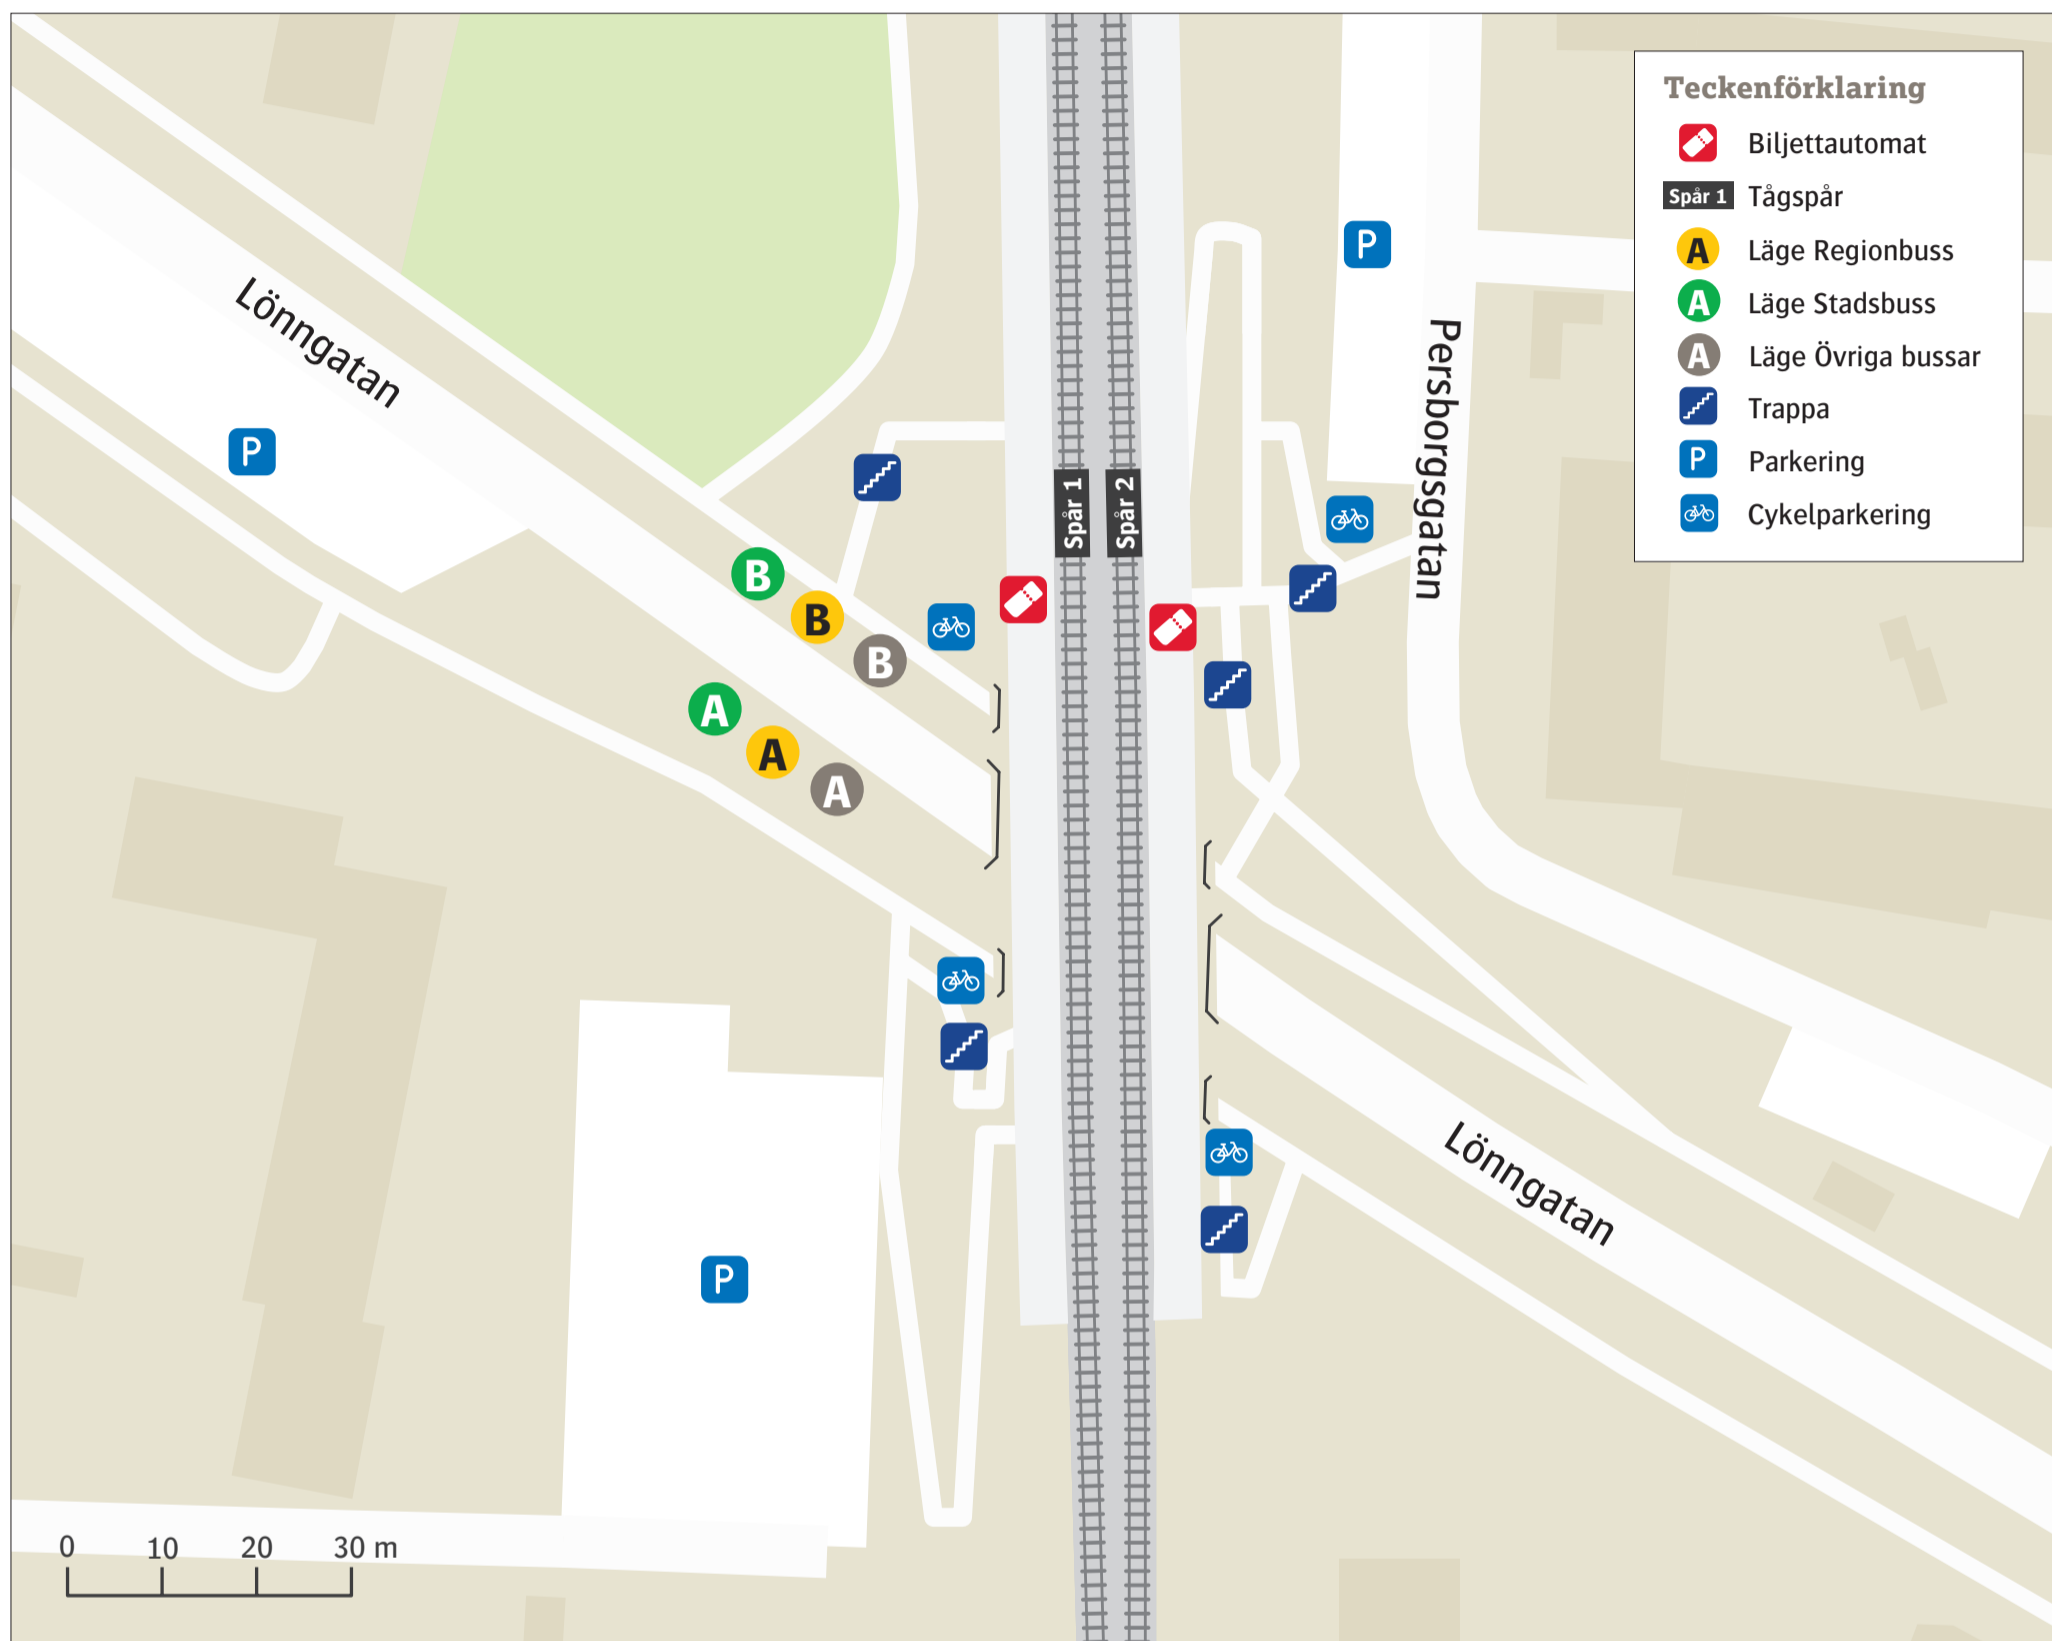 Teckenförklaring
Biljettautomat
Spår 1 Tågspår
A Läge Regionbuss
A Läge Stadsbuss
A Läge Övriga bussar
Trappa
P Parkering
Cykelparkering
Lönngatan
P
P
Persborgsgatan
Spår 1
Spår 2
B
B
B
A
A
A
Lönngatan
P
0 10 20 30 m